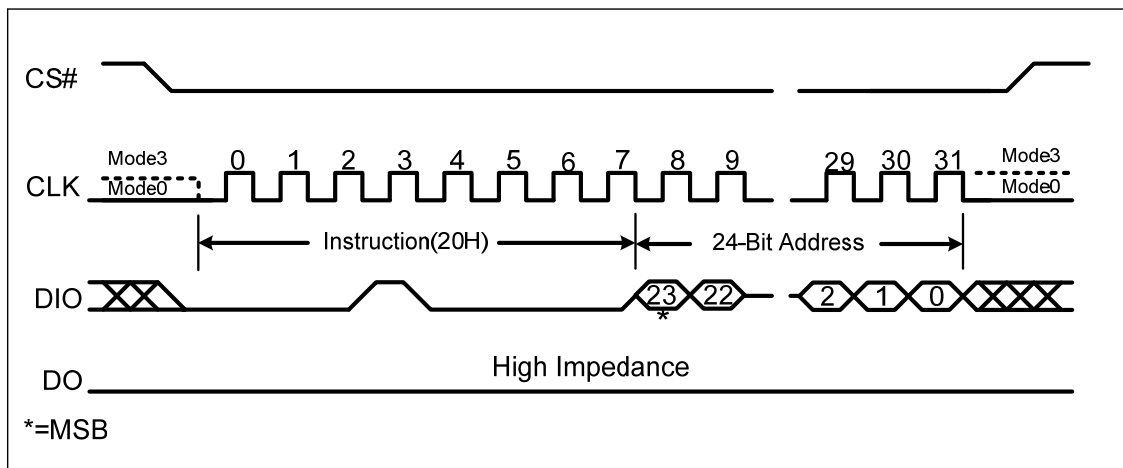 CS#
Mode3
Mode0
CLK
0 1 2 3 4 5 6 7 8 9 29 30 31
Mode3
Mode0
Instruction(20H)
24-Bit Address
DIO
23 22 2 1 0
*
High Impedance
DO
*=MSB